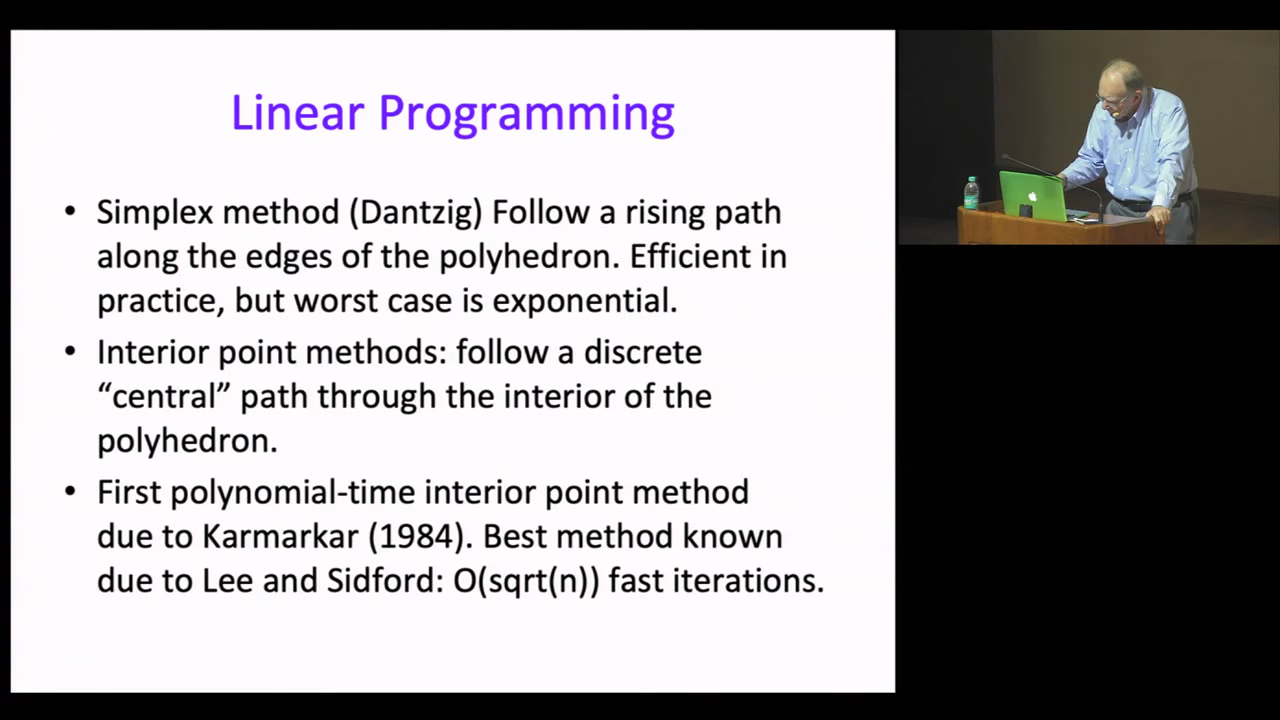 Linear Programming
• Simplex method (Dantzig) Follow a rising path
along the edges of the polyhedron. Efficient in
practice, but worst case is exponential.
• Interior point methods: follow a discrete
“central” path through the interior of the
polyhedron.
• First polynomial-time interior point method
due to Karmarkar (1984). Best method known
due to Lee and Sidford: O(sqrt(n)) fast iterations.